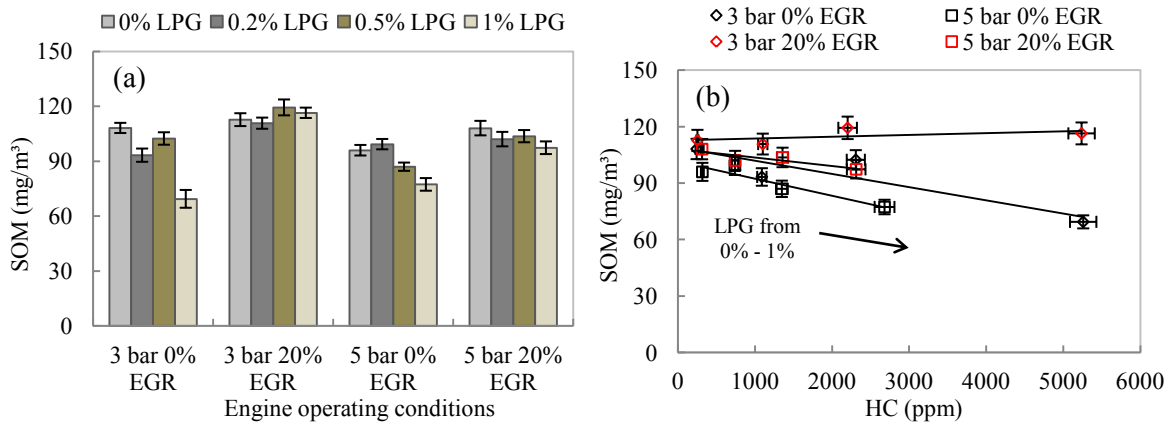 0% LPG 0.2% LPG 0.5% LPG 1% LPG
(a)
SOM (mg/m³)
150
120
90
60
30
0
3 bar 0%
EGR
3 bar 20%
EGR
5 bar 0%
EGR
5 bar 20%
EGR
Engine operating conditions
3 bar 0% EGR 5 bar 0% EGR
3 bar 20% EGR 5 bar 20% EGR
(b)
SOM (mg/m³)
150
120
90
60
30
0
LPG from
0% - 1%
0 1000 2000 3000 4000 5000 6000
HC (ppm)